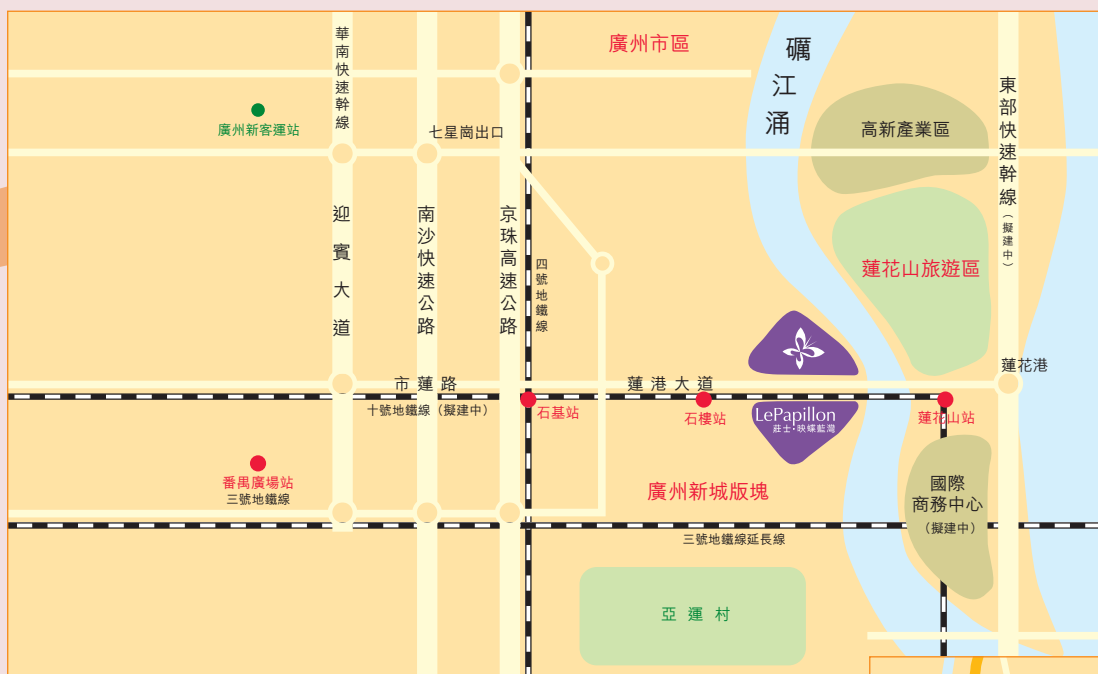 廣州市區
礪江涌
華南快速幹線
東部快速幹線(擬建中)
廣州新客運站
七星崗出口
高新產業區
迎賓大道
南沙快速公路
京珠高速公路
四號地鐵線
蓮花山旅遊區
蓮花港
市蓮路
蓮港大道
十號地鐵線(擬建中)
石基站
石樓站
LePapillon
莊士·映蝶藍灣
蓮花山站
番禺廣場站
三號地鐵線
廣州新城版塊
國際
商務中心
(擬建中)
三號地鐵線延長線
亞運村